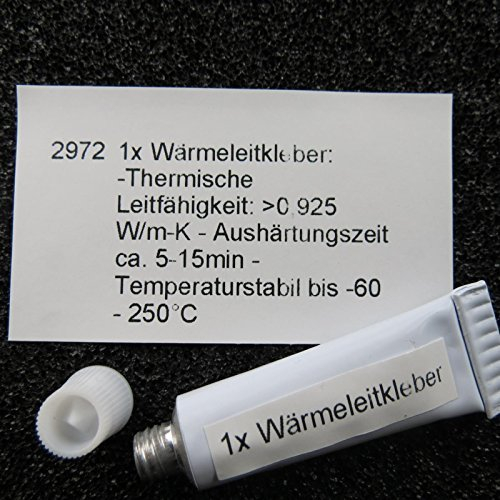 2972 1x Wärmeleitkleber:
-Thermische
Leitfähigkeit: >0,925
W/m-K - Aushärtungszeit
ca. 5-15min -
Temperaturstabil bis -60
- 250°C
1x Wärmeleitkleber